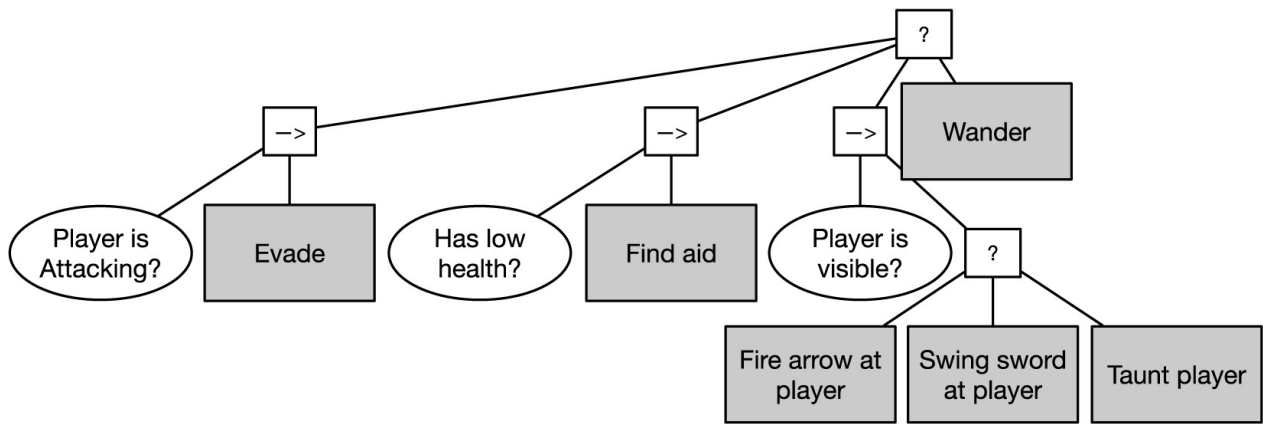 ?
—>
—>
—>
Wander
Player is
Attacking?
Evade
Has low
health?
Find aid
Player is
visible?
?
Fire arrow at
player
Swing sword
at player
Taunt player